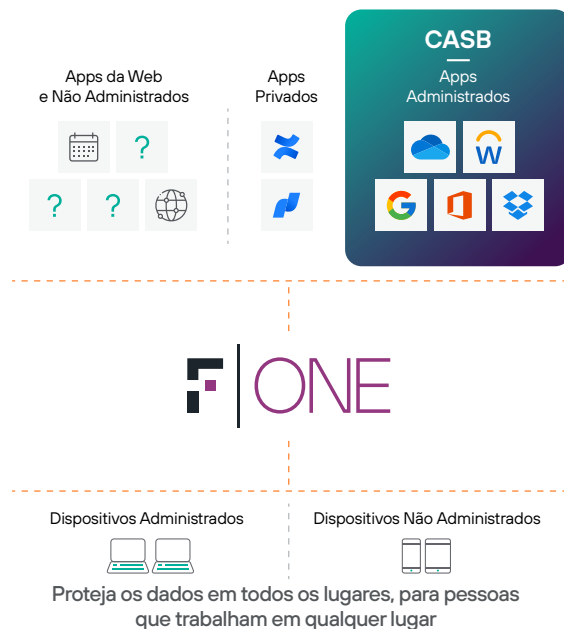 CASB
Apps da Web
e Não Administrados
Apps
Privados
Apps
Administrados
?
W
?
?
G
F ONE
Dispositivos Administrados
Dispositivos Não Administrados
Proteja os dados em todos os lugares, para pessoas
que trabalham em qualquer lugar